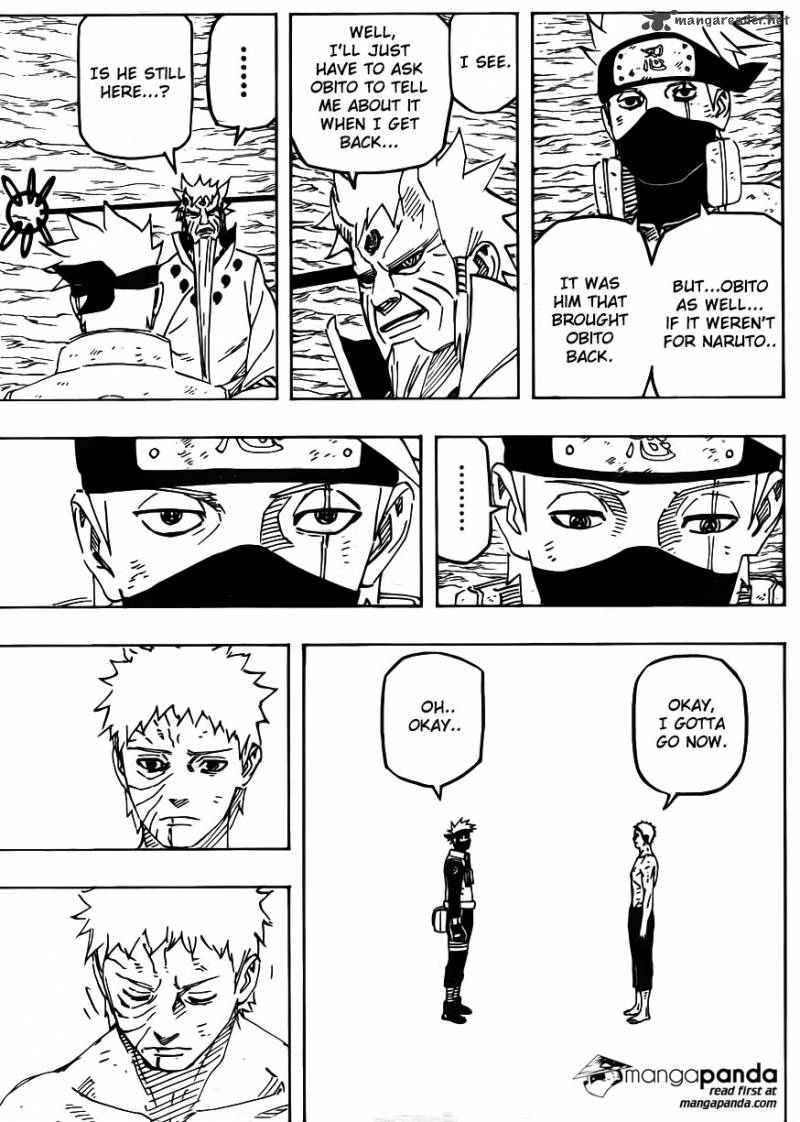 mangareader.net
BUT...OBITO
AS WELL...
IF IT WEREN'T
FOR NARUTO..
IT WAS
HIM THAT
BROUGHT
OBITO
BACK.
I SEE.
WELL,
I'LL JUST
HAVE TO ASK
OBITO TO TELL
ME ABOUT IT
WHEN I GET
BACK...
......
IS HE STILL
HERE...?
忍
......
OKAY,
I GOTTA
GO NOW.
OH..
OKAY..
mangapanda
read first at
mangapanda.com